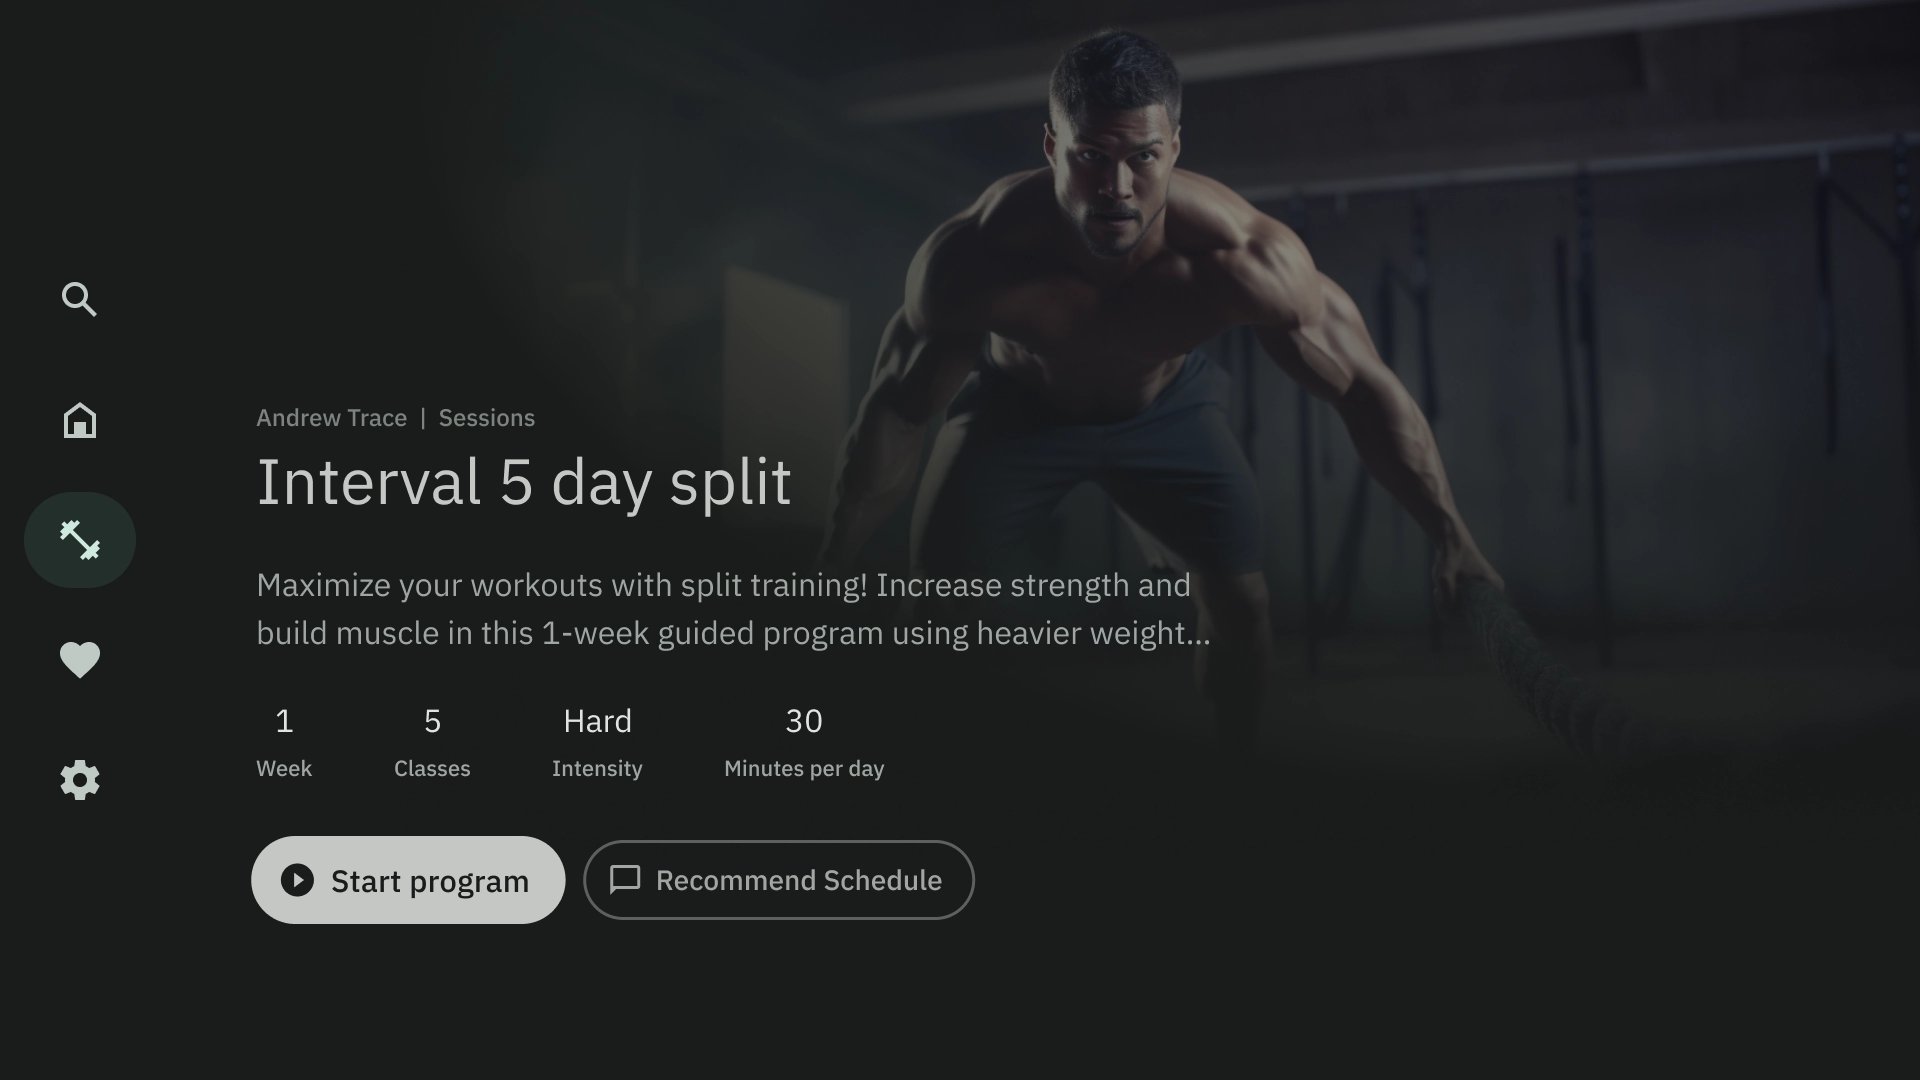 Andrew Trace | Sessions
Interval 5 day split
Maximize your workouts with split training! Increase strength and
build muscle in this 1-week guided program using heavier weight...
1 5 Hard 30
Week Classes Intensity Minutes per day
Start program Recommend Schedule